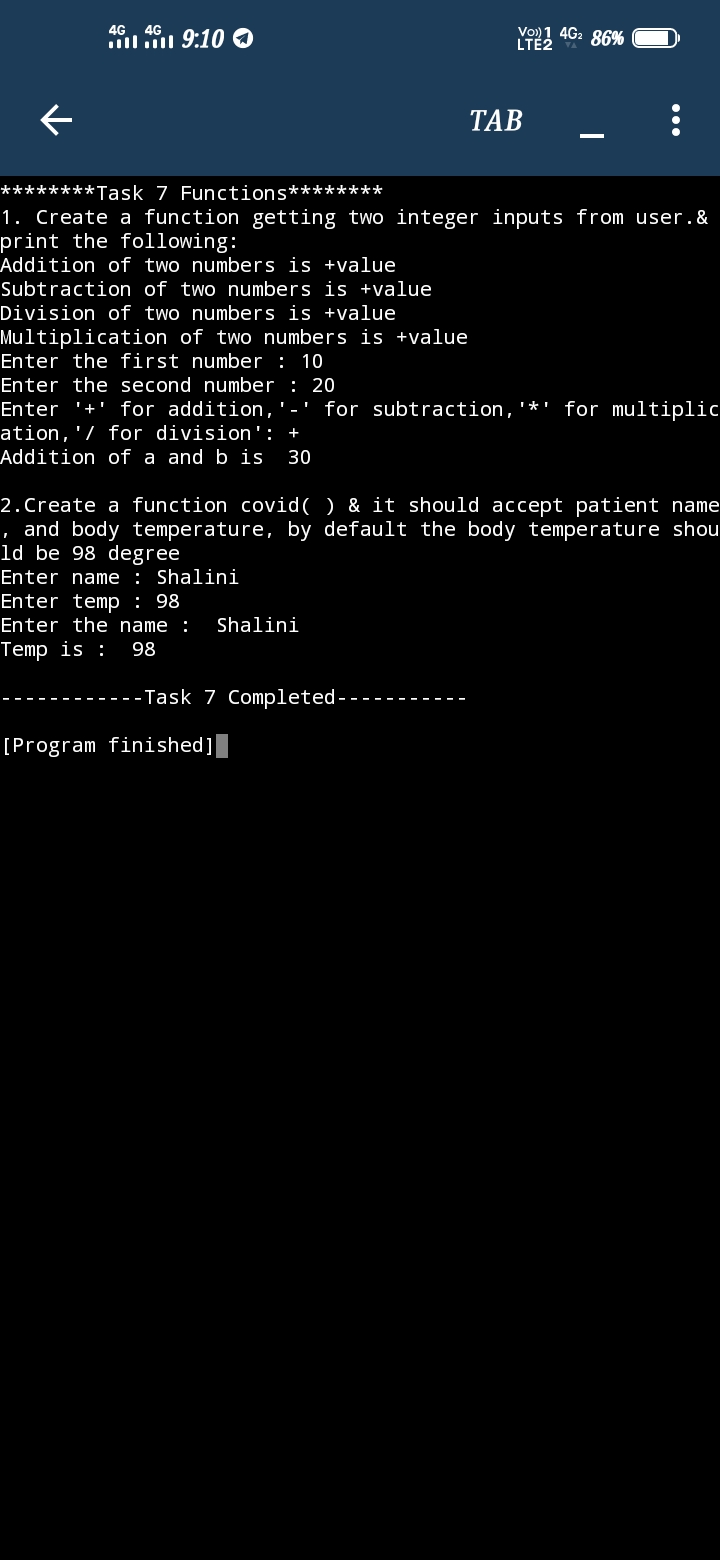 4G 4G 9:10 Vo))1 LTE2 4G2 86%
TAB
********Task 7 Functions********
1. Create a function getting two integer inputs from user.&
print the following:
Addition of two numbers is +value
Subtraction of two numbers is +value
Division of two numbers is +value
Multiplication of two numbers is +value
Enter the first number : 10
Enter the second number : 20
Enter '+' for addition,'-' for subtraction,'*' for multiplic
ation,'/ for division': +
Addition of a and b is  30
2.Create a function covid( ) & it should accept patient name
, and body temperature, by default the body temperature shou
ld be 98 degree
Enter name : Shalini
Enter temp : 98
Enter the name :  Shalini
Temp is :  98
------------Task 7 Completed-----------
[Program finished]